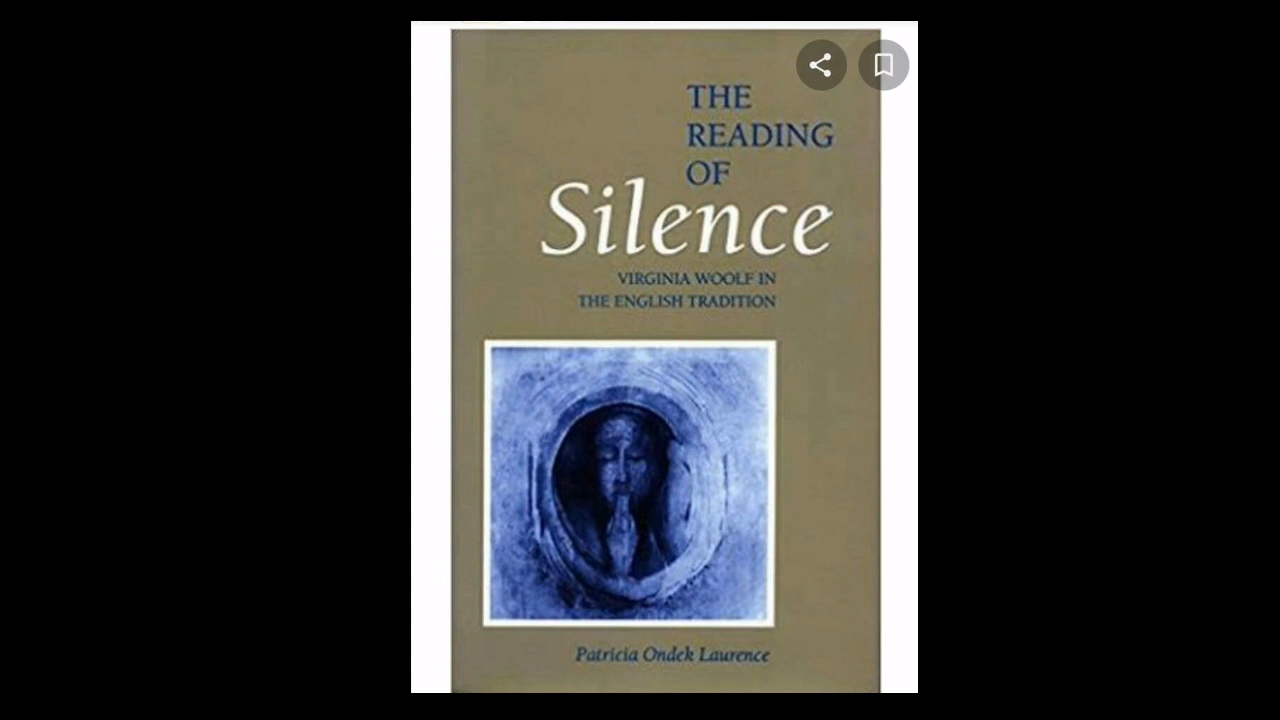 THE
READING
OF
Silence
VIRGINIA WOOLF IN
THE ENGLISH TRADITION
Patricia Ondek Laurence